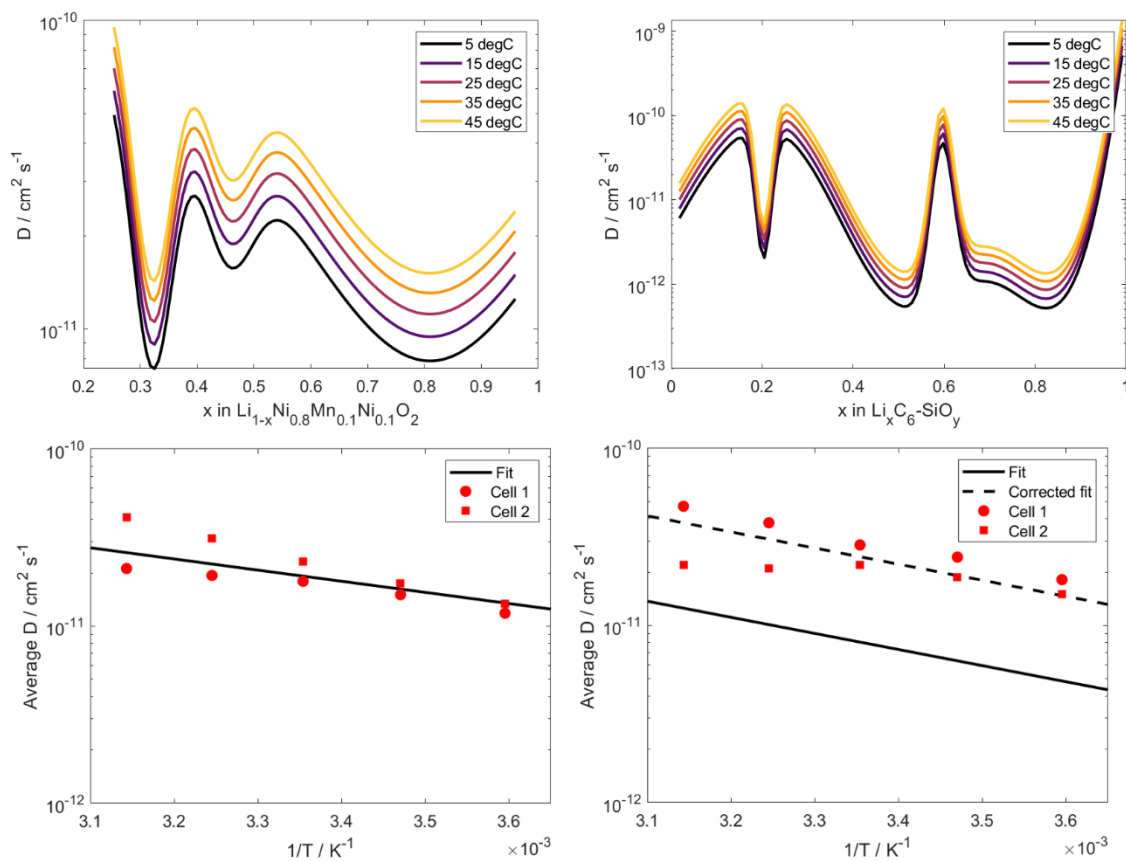 10^-10
10^-11
D / cm^2 s^-1
5 degC
15 degC
25 degC
35 degC
45 degC
0.2 0.3 0.4 0.5 0.6 0.7 0.8 0.9 1
x in Li_1-xNi_0.8Mn_0.1Ni_0.1O_2
10^-9
10^-10
10^-11
10^-12
10^-13
D / cm^2 s^-1
5 degC
15 degC
25 degC
35 degC
45 degC
0 0.2 0.4 0.6 0.8 1
x in Li_xC_6-SiO_y
10^-10
10^-11
10^-12
Average D / cm^2 s^-1
Fit
Cell 1
Cell 2
3.1 3.2 3.3 3.4 3.5 3.6
1/T / K^-1
×10^-3
10^-10
10^-11
10^-12
Average D / cm^2 s^-1
Fit
Corrected fit
Cell 1
Cell 2
3.1 3.2 3.3 3.4 3.5 3.6
1/T / K^-1
×10^-3